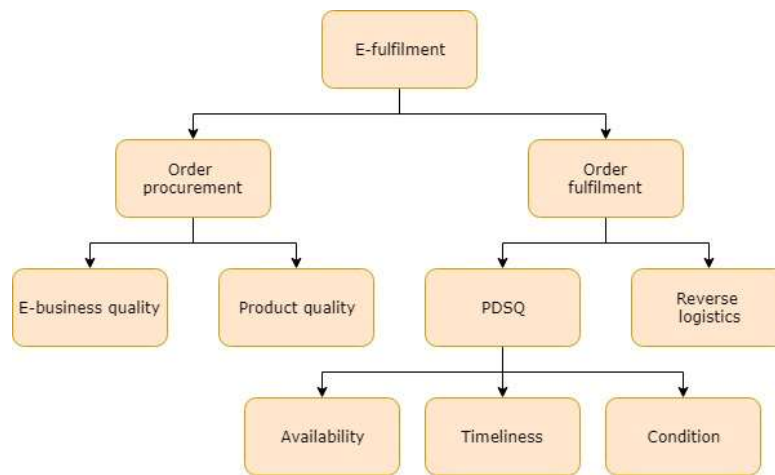 E-fulfilment
Order
procurement
Order
fulfilment
E-business quality
Product quality
PDSQ
Reverse
logistics
Availability
Timeliness
Condition